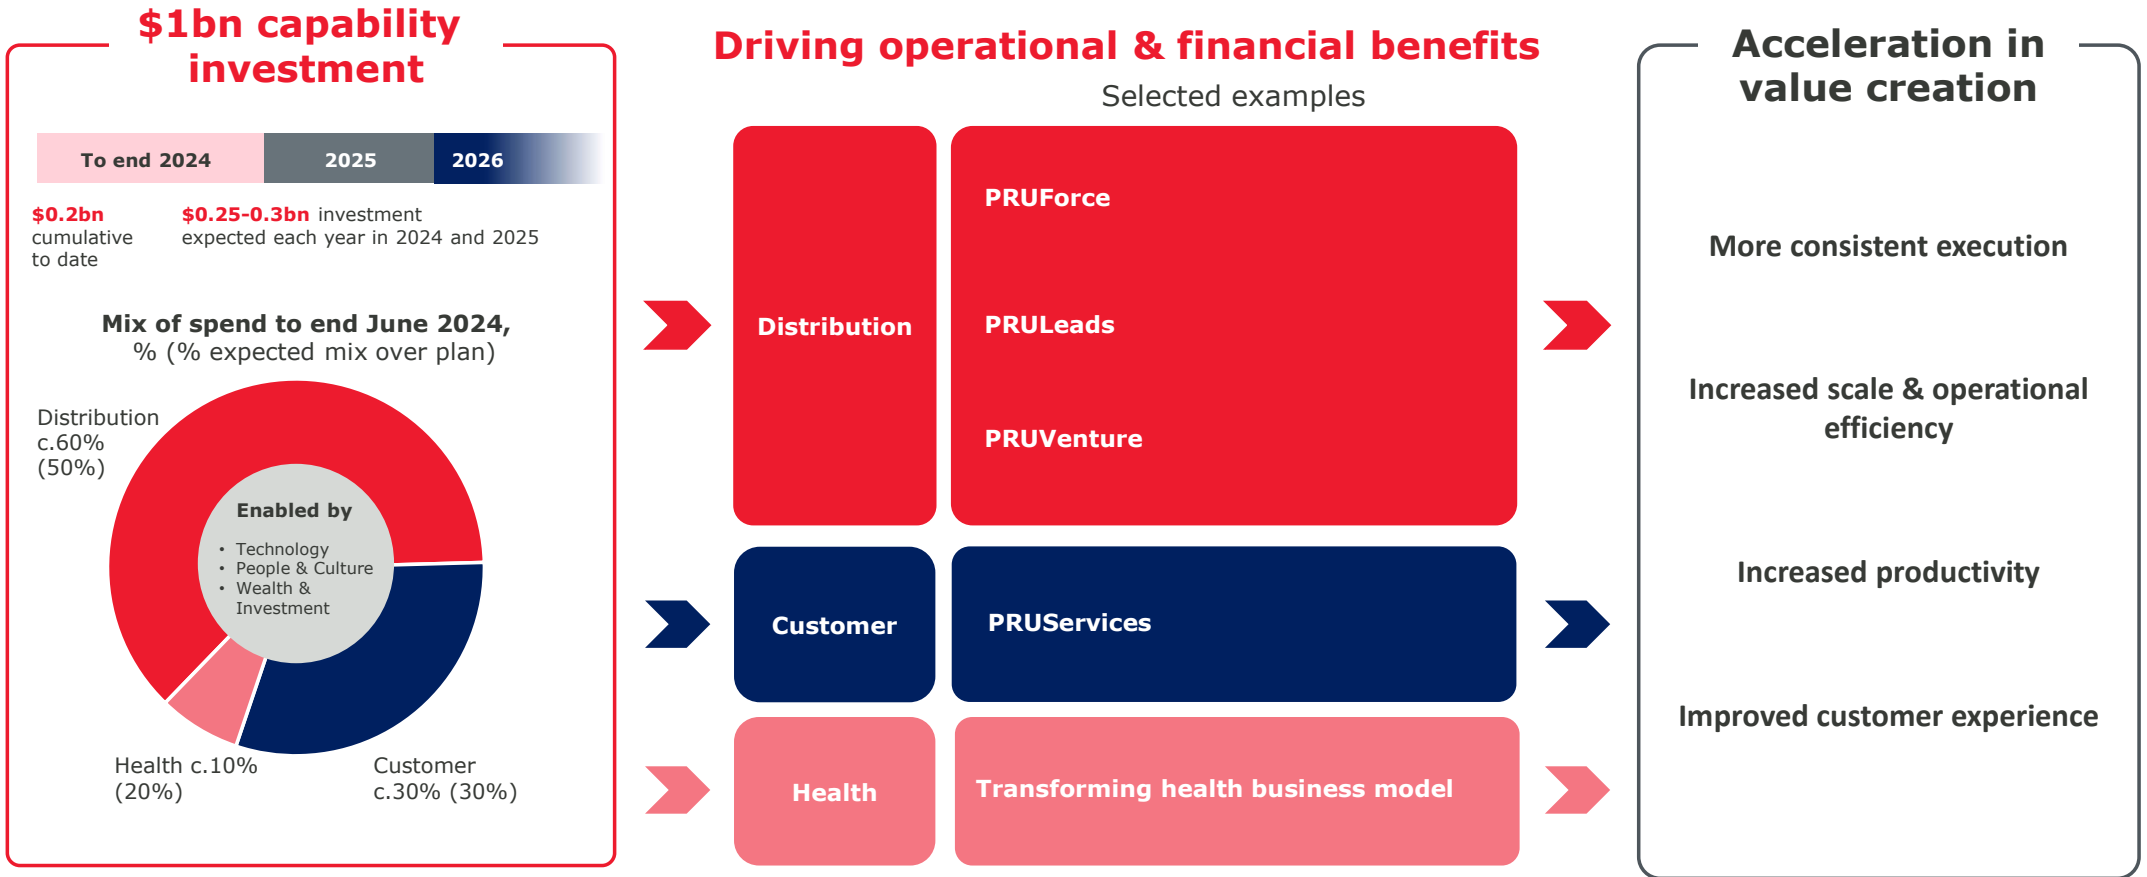 $1bn capability
investment
To end 2024
2025
2026
$0.2bn
cumulative
to date
$0.25-0.3bn investment
expected each year in 2024 and 2025
Mix of spend to end June 2024,
% (% expected mix over plan)
Distribution
c.60%
(50%)
Enabled by
• Technology
• People & Culture
• Wealth &
Investment
Health c.10%
(20%)
Customer
c.30% (30%)
Driving operational & financial benefits
Selected examples
Distribution
PRUForce
PRULeads
PRUVenture
Customer
PRUServices
Health
Transforming health business model
Acceleration in
value creation
More consistent execution
Increased scale & operational
efficiency
Increased productivity
Improved customer experience